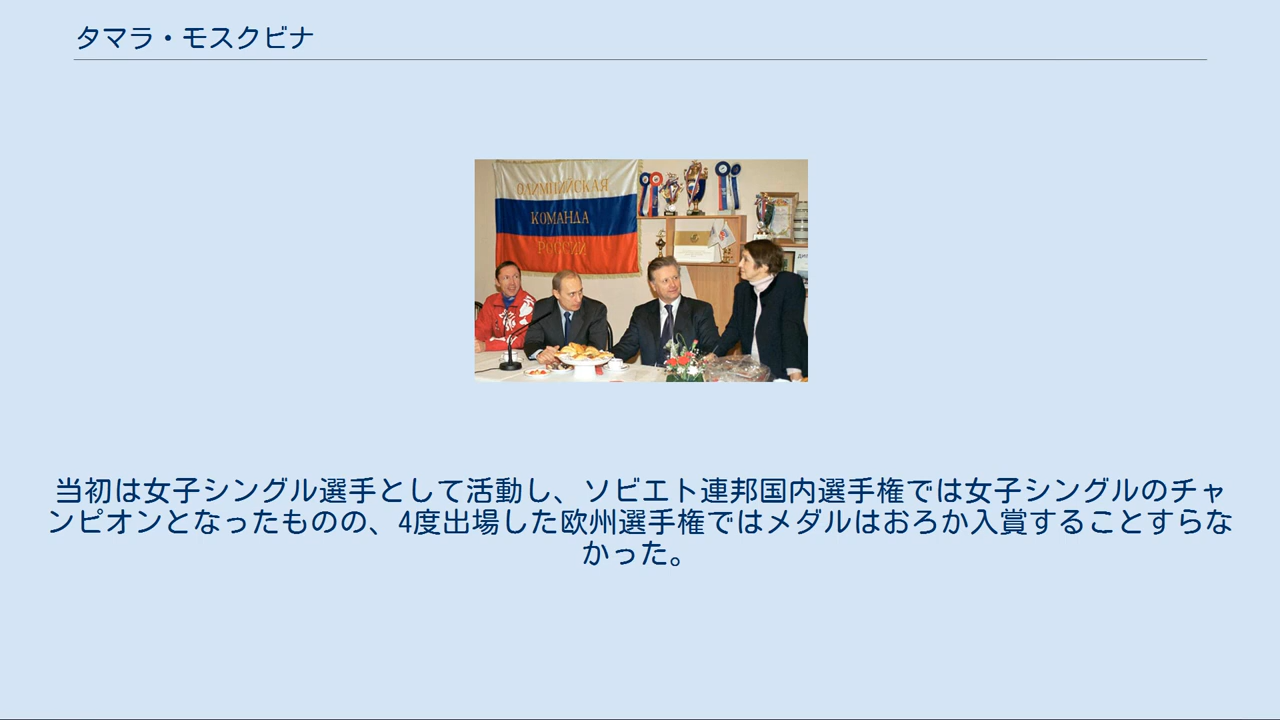 タマラ・モスクビナ
ОЛИМПИЙСКАЯ
КОМАНДА
РОССИИ
当初は女子シングル選手として活動し、ソビエト連邦国内選手権では女子シングルのチャ
ンピオンとなったものの、4度出場した欧州選手権ではメダルはおろか入賞することすらな
かった。